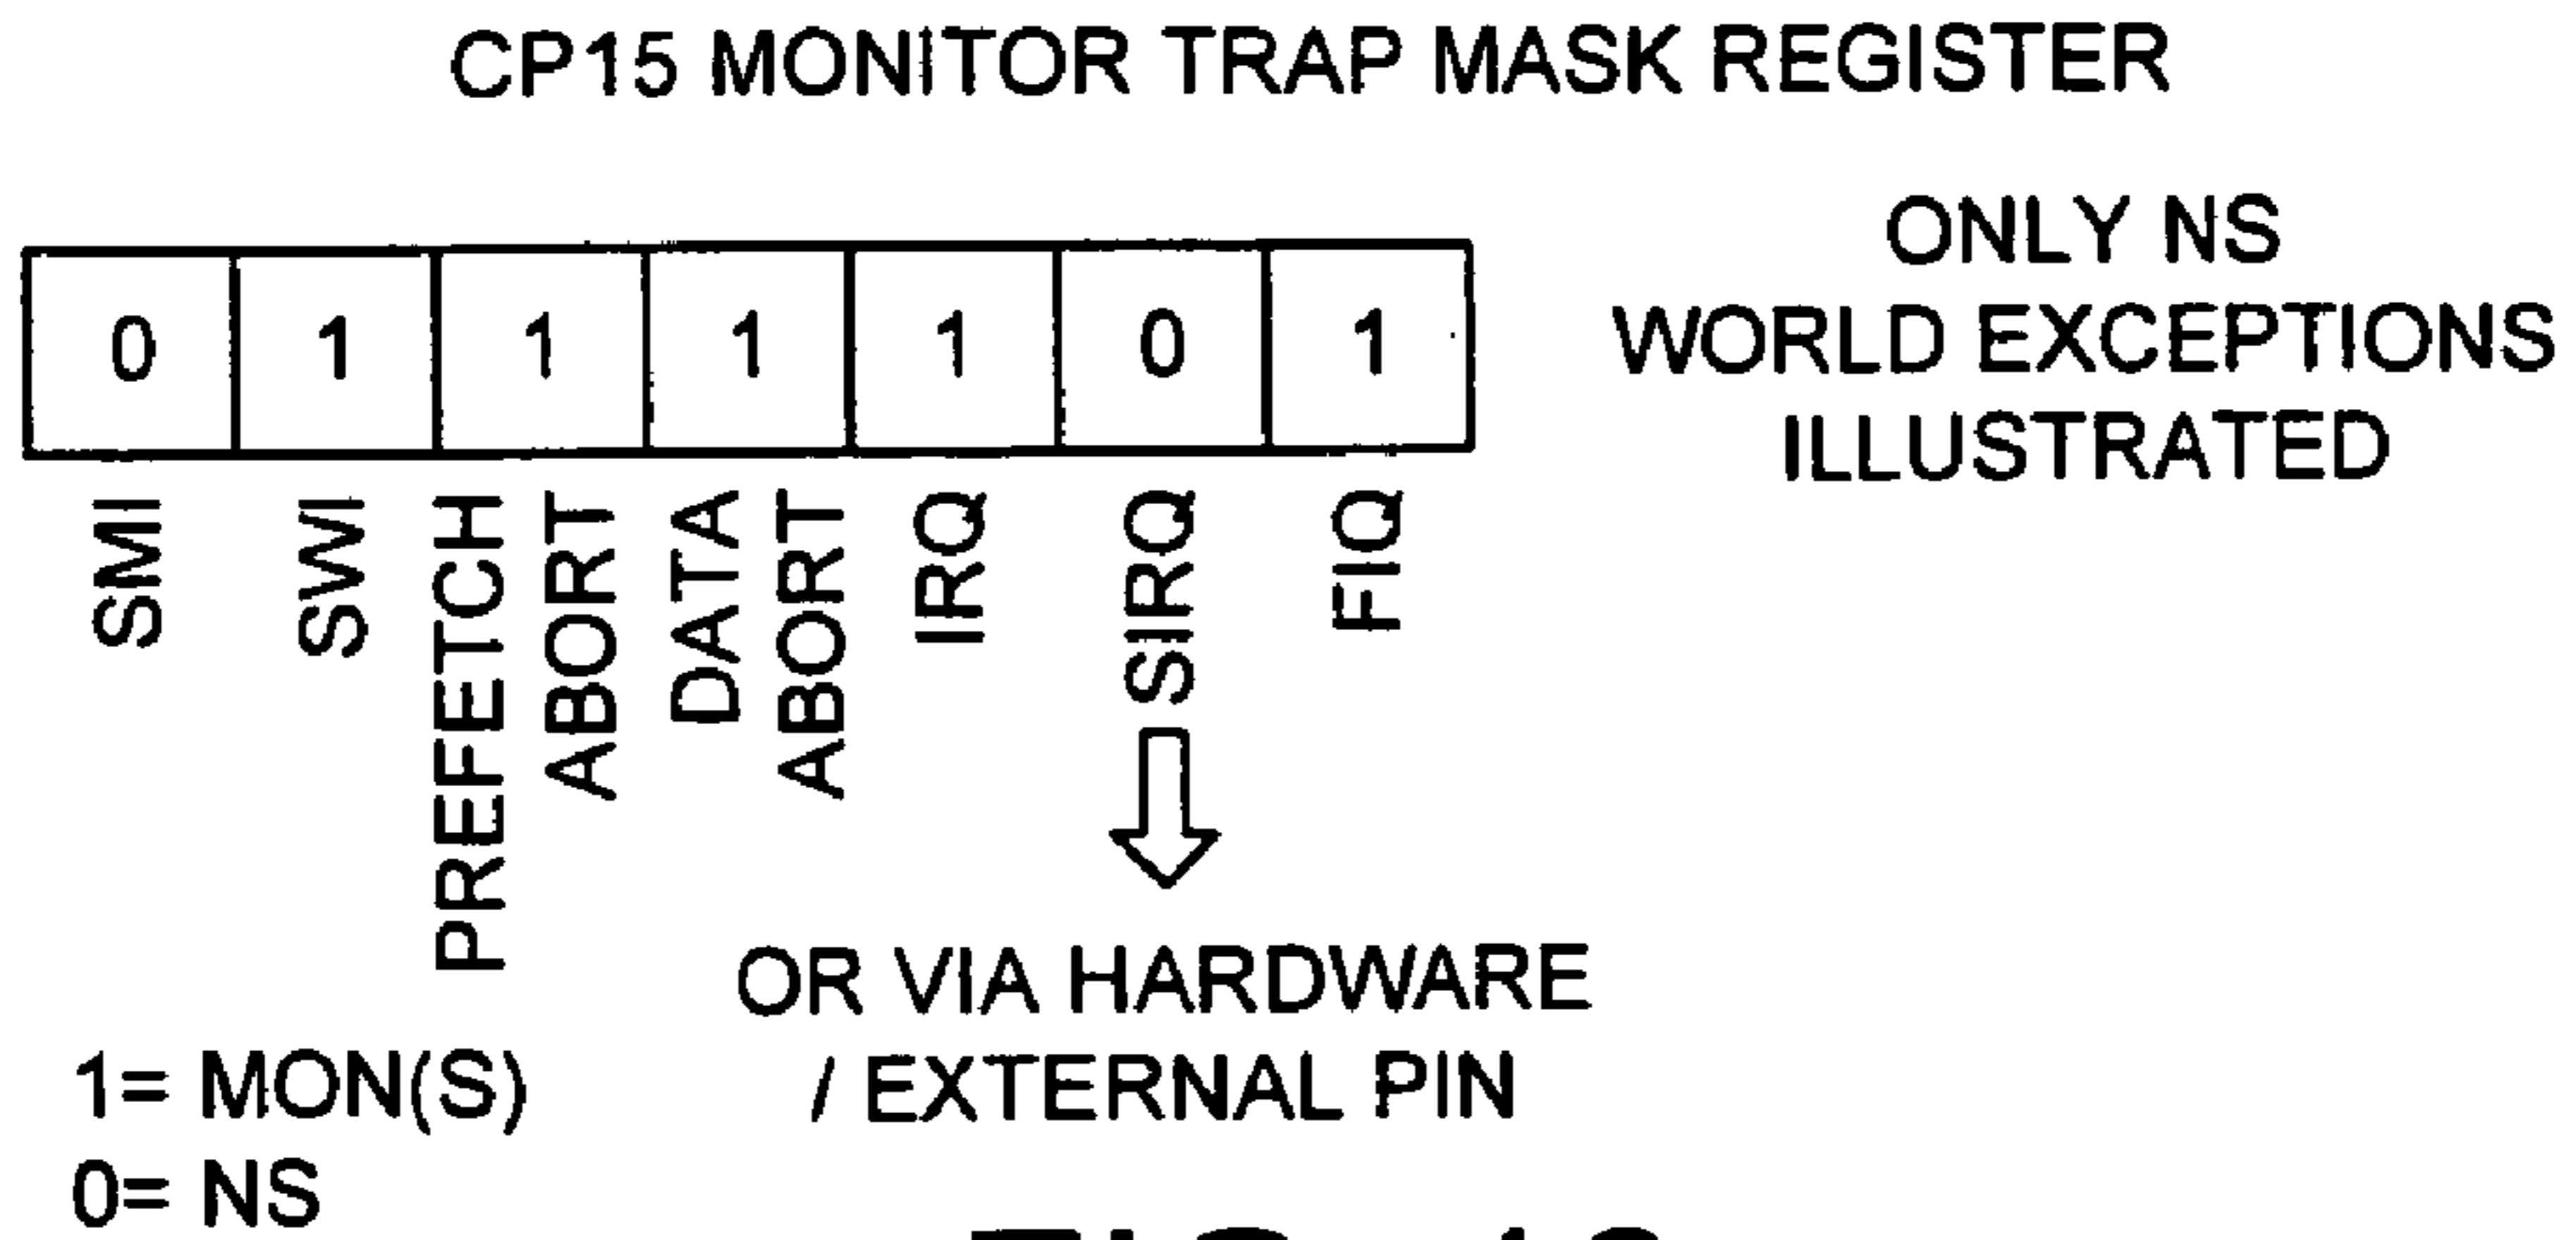 CP15 MONITOR TRAP MASK REGISTER
ONLY NS
WORLD EXCEPTIONS
ILLUSTRATED
0 1 1 1 1 0 1
SMI
SWI
PREFETCH
ABORT
DATA
ABORT
IRQ
SIRQ
FIQ
OR VIA HARDWARE
/ EXTERNAL PIN
1= MON(S)
0= NS